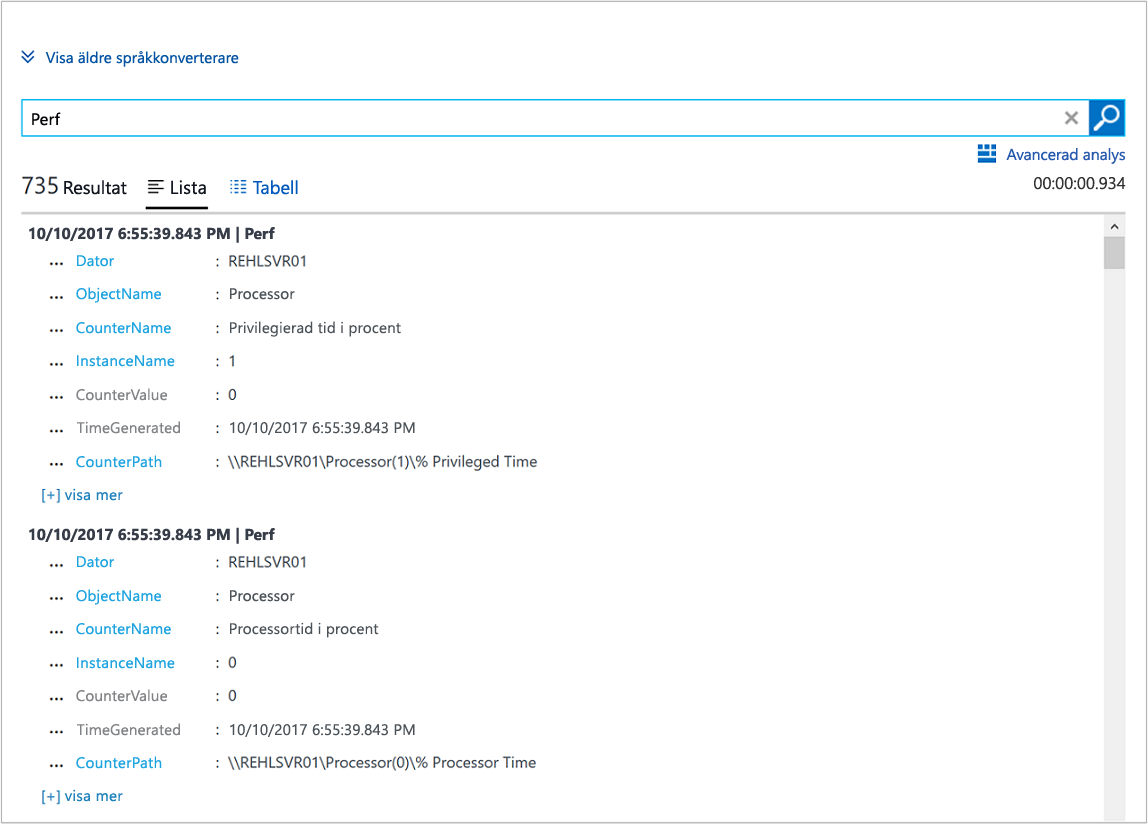 Visa äldre språkkonverterare
Perf
Avancerad analys
735 Resultat Lista Tabell 00:00:00.934
10/10/2017 6:55:39.843 PM | Perf
... Dator : REHLSVR01
... ObjectName : Processor
... CounterName : Privilegierad tid i procent
... InstanceName : 1
... CounterValue : 0
... TimeGenerated : 10/10/2017 6:55:39.843 PM
... CounterPath : \\REHLSVR01\Processor(1)\% Privileged Time
[+] visa mer
10/10/2017 6:55:39.843 PM | Perf
... Dator : REHLSVR01
... ObjectName : Processor
... CounterName : Processortid i procent
... InstanceName : 0
... CounterValue : 0
... TimeGenerated : 10/10/2017 6:55:39.843 PM
... CounterPath : \\REHLSVR01\Processor(0)\% Processor Time
[+] visa mer